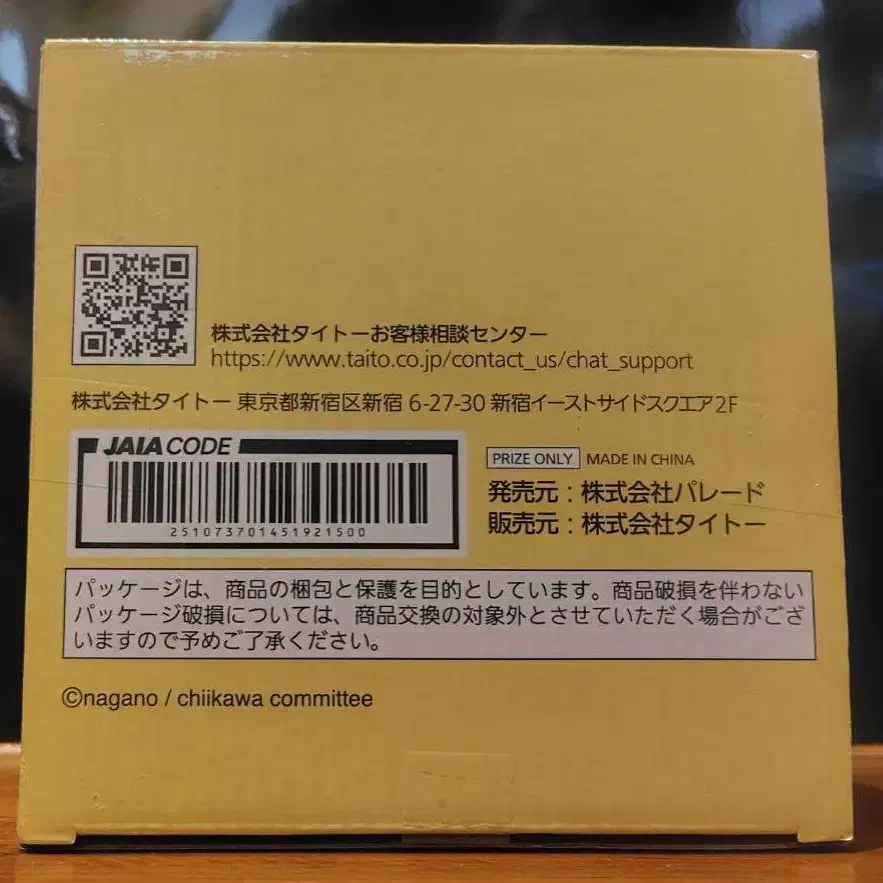 株式会社タイトーお客様相談センター
https://www.taito.co.jp/contact_us/chat_support
株式会社タイトー 東京都新宿区新宿 6-27-30 新宿イーストサイドスクエア2F
JAIA CODE
251073701451921500
PRIZE ONLY MADE IN CHINA
発売元：株式会社パレード
販売元：株式会社タイトー
パッケージは、商品の梱包と保護を目的としています。商品破損を伴わない
パッケージ破損については、商品交換の対象外とさせていただく場合がござ
いますので予めご了承ください。
©nagano / chiikawa committee